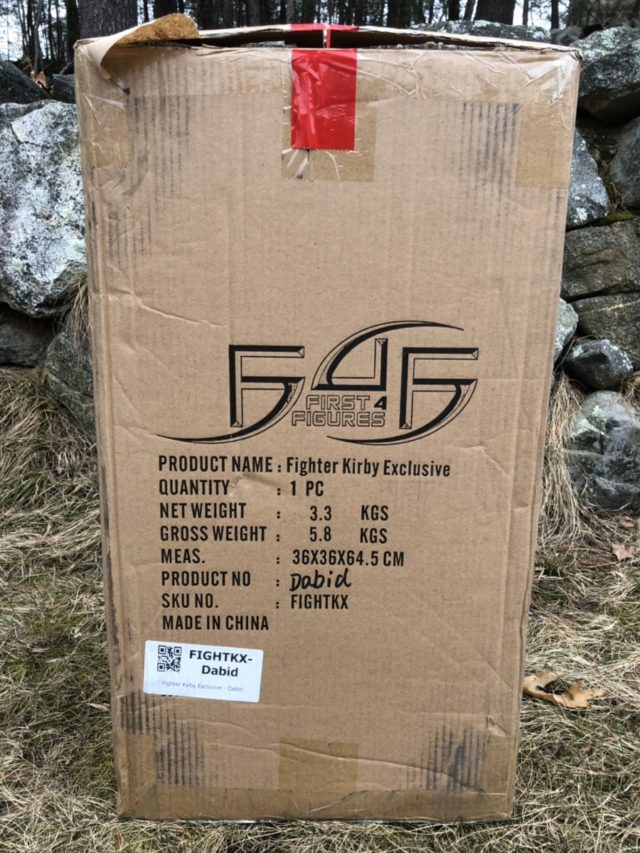 F4F
FIRST 4
FIGURES
PRODUCT NAME : Fighter Kirby Exclusive
QUANTITY : 1 PC
NET WEIGHT : 3.3 KGS
GROSS WEIGHT : 5.8 KGS
MEAS. : 36X36X64.5 CM
PRODUCT NO : Dabid
SKU NO. : FIGHTKX
MADE IN CHINA
FIGHTKX-
Dabid
Fighter Kirby Exclusive - Dabid